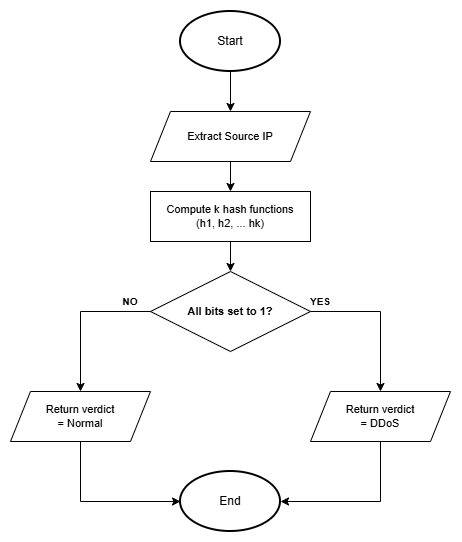 Start
Extract Source IP
Compute k hash functions
(h1, h2, ... hk)
All bits set to 1?
NO
YES
Return verdict
= Normal
Return verdict
= DDoS
End